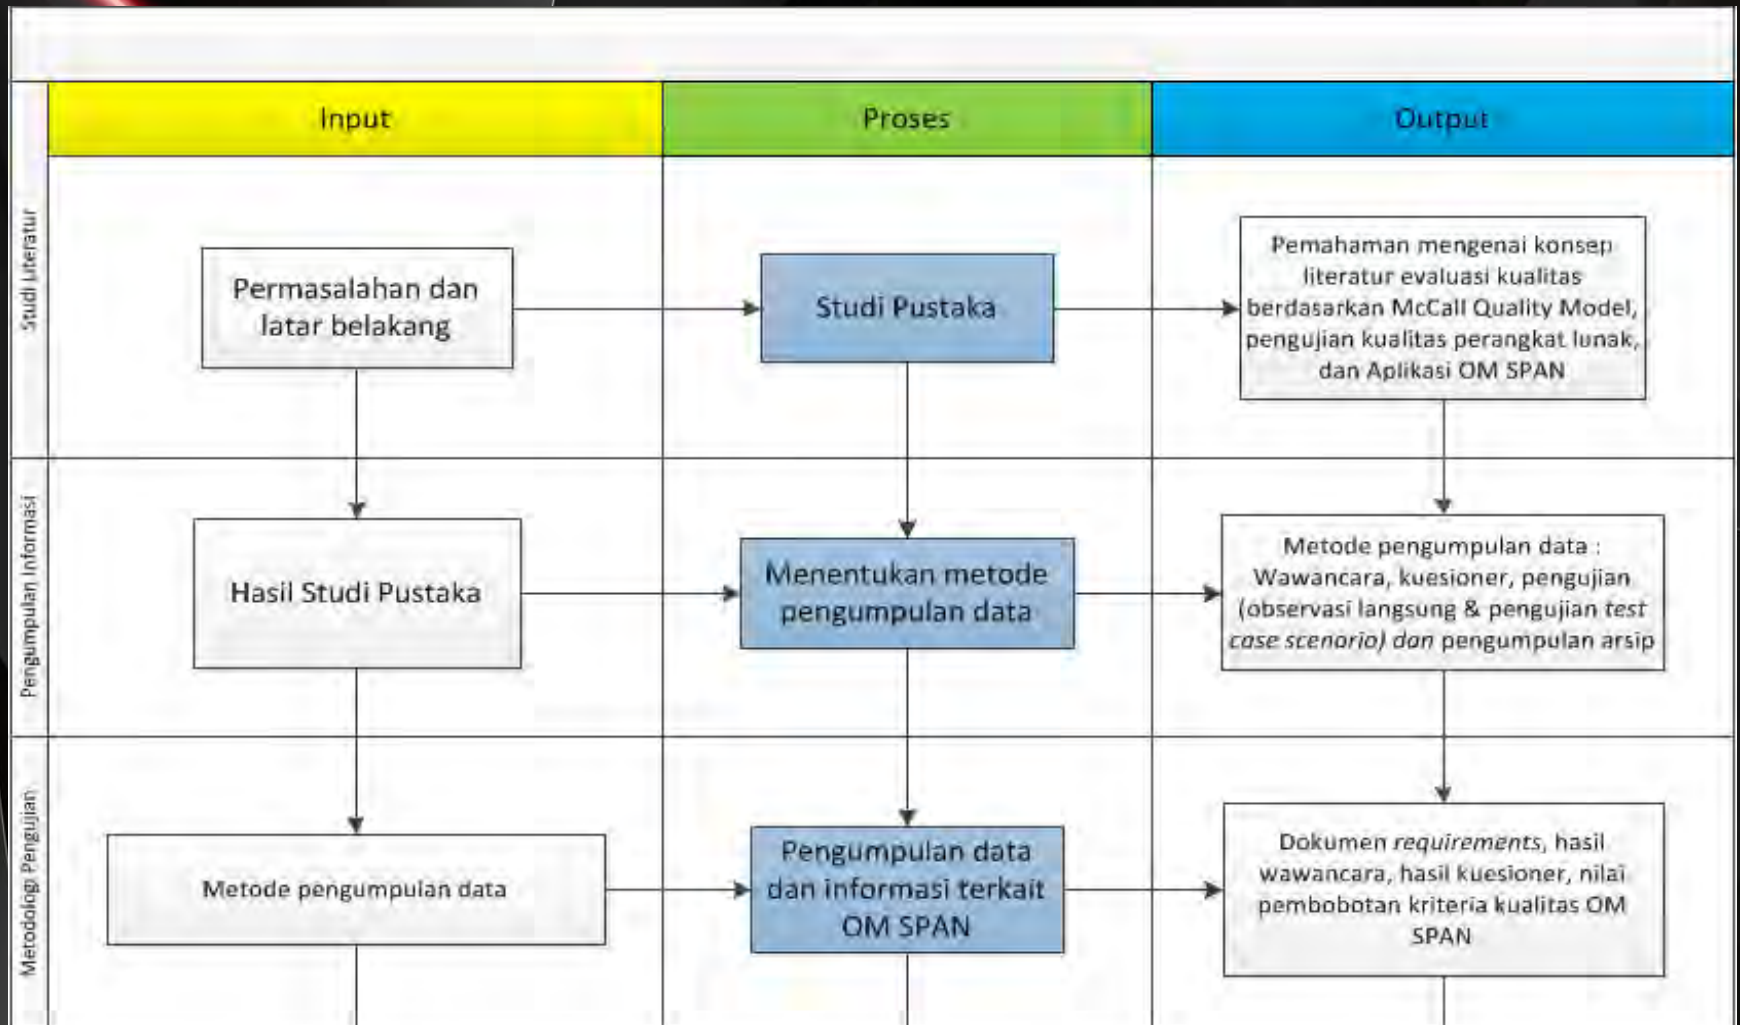 Input
Proses
Output
Studi Literatur
Permasalahan dan
latar belakang
Studi Pustaka
Pemahaman mengenai konsep
literatur evaluasi kualitas
berdasarkan McCall Quality Model,
pengujian kualitas perangkat lunak,
dan Aplikasi OM SPAN
Pengumpulan Informasi
Hasil Studi Pustaka
Menentukan metode
pengumpulan data
Metode pengumpulan data :
Wawancara, kuesioner, pengujian
(observasi langsung & pengujian test
case scenario) dan pengumpulan arsip
Metodologi Pengujian
Metode pengumpulan data
Pengumpulan data
dan informasi terkait
OM SPAN
Dokumen requirements, hasil
wawancara, hasil kuesioner, nilai
pembobotan kriteria kualitas OM
SPAN